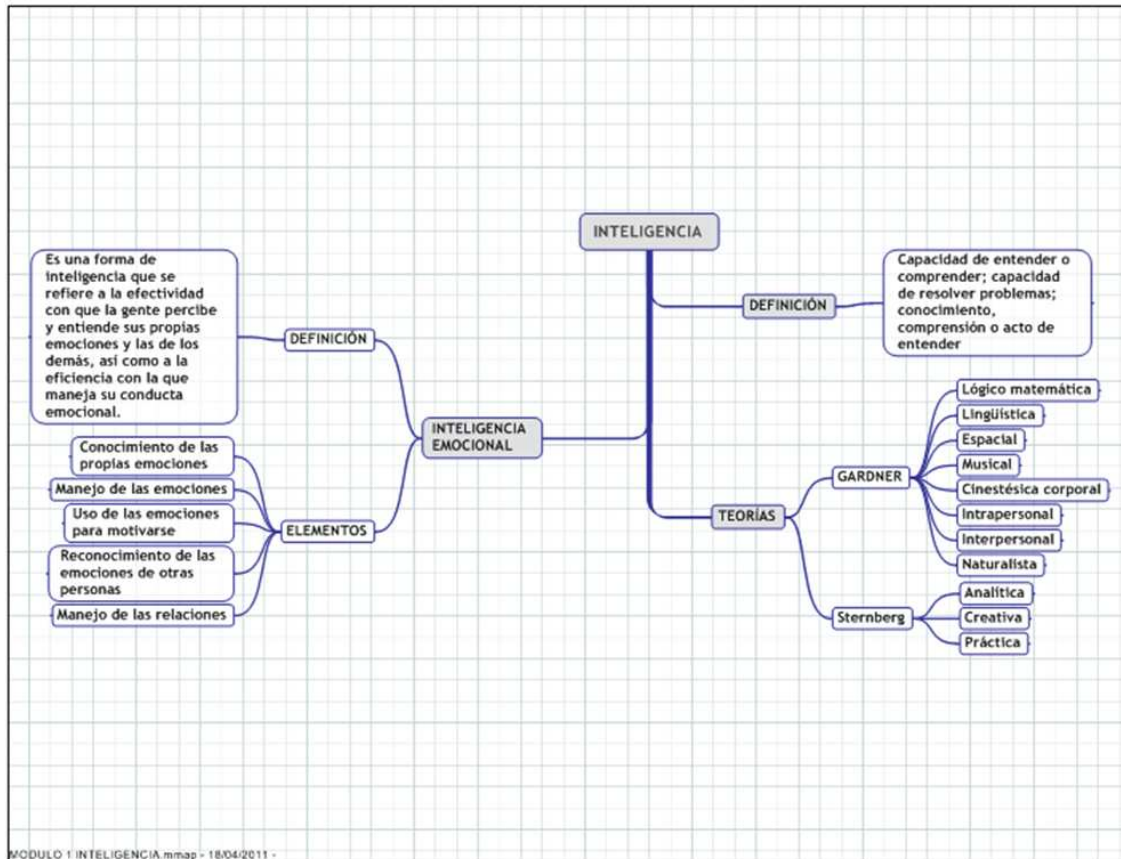 INTELIGENCIA
DEFINICIÓN
Capacidad de entender o
comprender; capacidad
de resolver problemas;
conocimiento,
comprensión o acto de
entender
TEORÍAS
GARDNER
Lógico matemática
Lingüística
Espacial
Musical
Cinestésica corporal
Intrapersonal
Interpersonal
Naturalista
Sternberg
Analítica
Creativa
Práctica
INTELIGENCIA
EMOCIONAL
DEFINICIÓN
Es una forma de
inteligencia que se
refiere a la efectividad
con que la gente percibe
y entiende sus propias
emociones y las de los
demás, así como a la
eficiencia con la que
maneja su conducta
emocional.
ELEMENTOS
Conocimiento de las
propias emociones
Manejo de las emociones
Uso de las emociones
para motivarse
Reconocimiento de las
emociones de otras
personas
Manejo de las relaciones
MODULO 1 INTELIGENCIA.mmap - 18/04/2011 -